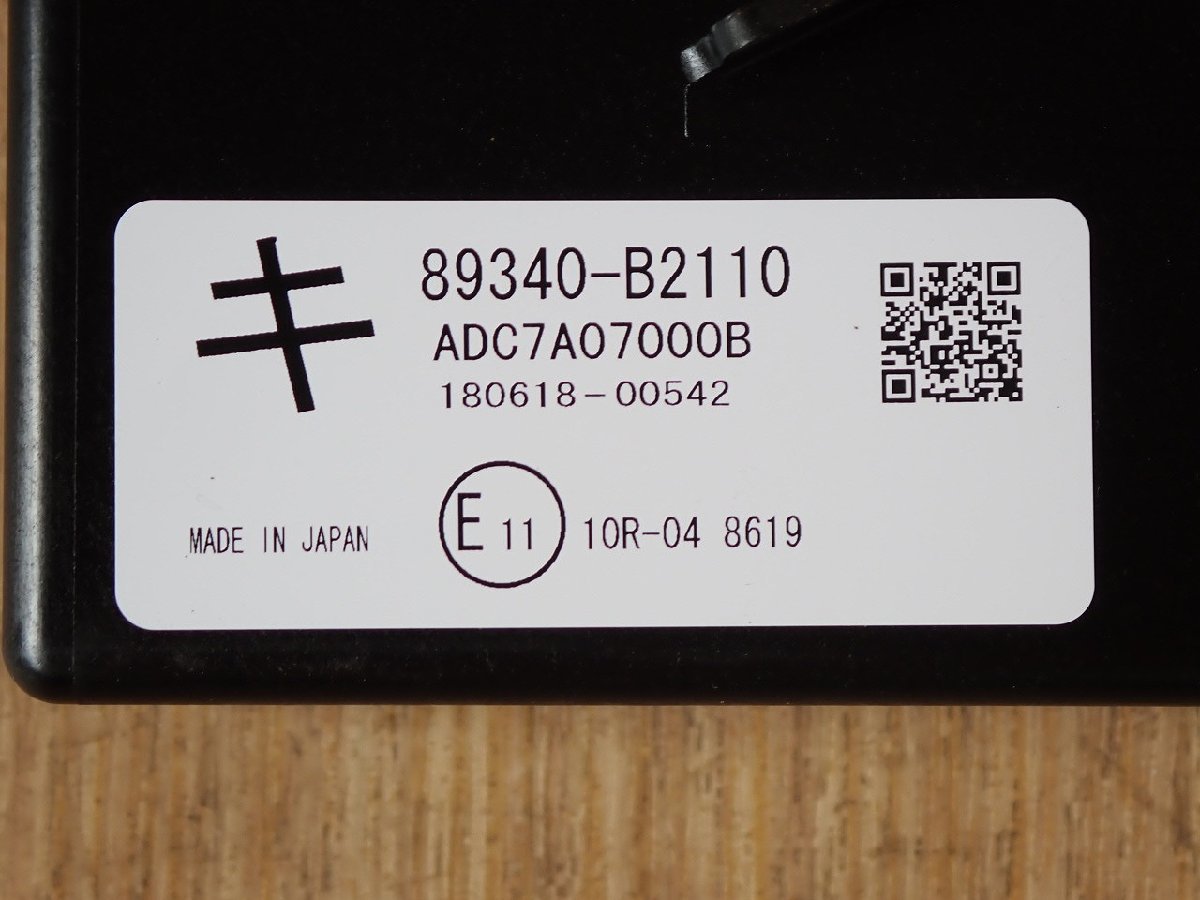 キ
89340-B2110
ADC7A07000B
180618-00542
MADE IN JAPAN
E 11
10R-04 8619